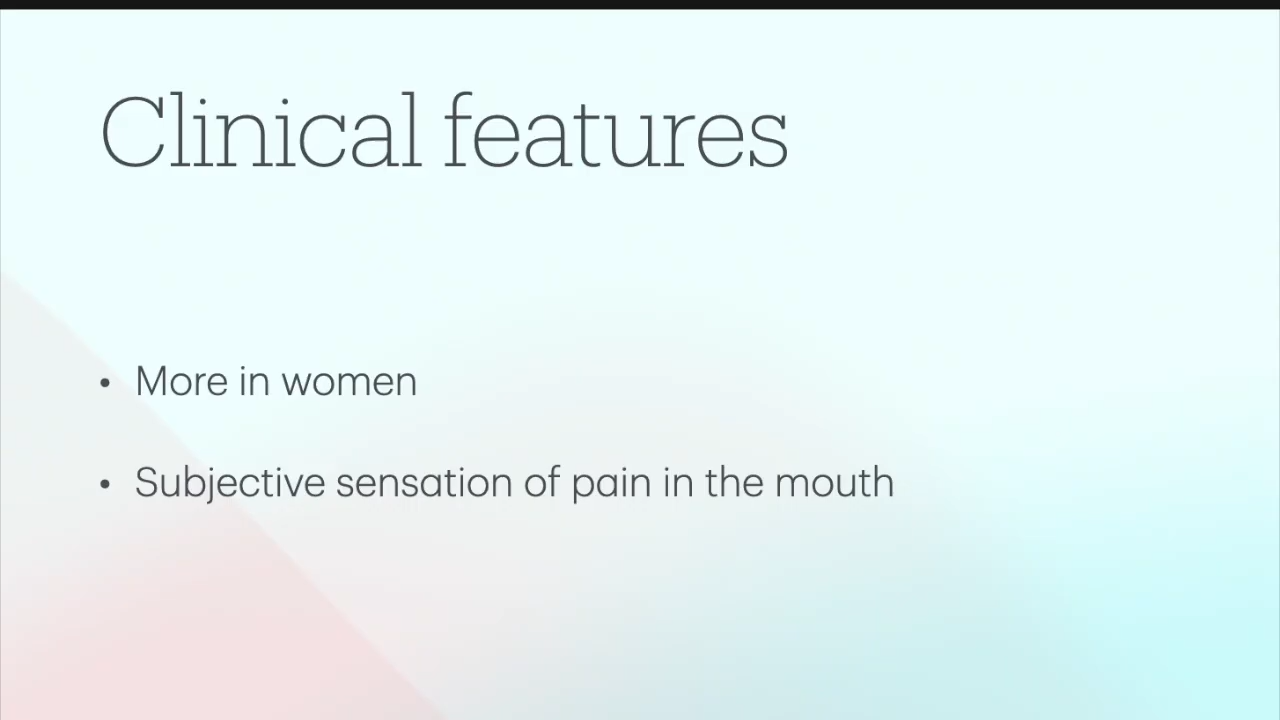 Clinical features
• More in women
• Subjective sensation of pain in the mouth